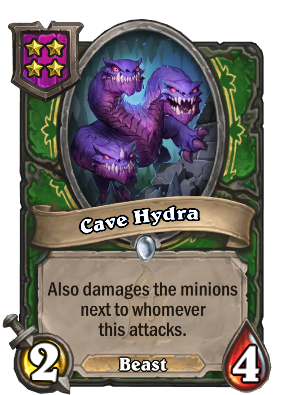 Cave Hydra
Also damages the minions
next to whomever
this attacks.
2
Beast
4